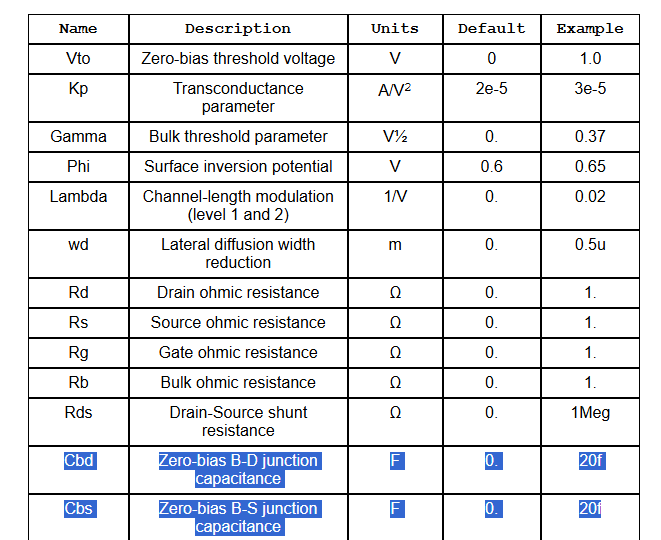 Name Description Units Default Example
Vto Zero-bias threshold voltage V 0 1.0
Kp Transconductance parameter A/V² 2e-5 3e-5
Gamma Bulk threshold parameter V½ 0. 0.37
Phi Surface inversion potential V 0.6 0.65
Lambda Channel-length modulation (level 1 and 2) 1/V 0. 0.02
wd Lateral diffusion width reduction m 0. 0.5u
Rd Drain ohmic resistance Ω 0. 1.
Rs Source ohmic resistance Ω 0. 1.
Rg Gate ohmic resistance Ω 0. 1.
Rb Bulk ohmic resistance Ω 0. 1.
Rds Drain-Source shunt resistance Ω 0. 1Meg
Cbd Zero-bias B-D junction capacitance F 0. 20f
Cbs Zero-bias B-S junction capacitance F 0. 20f